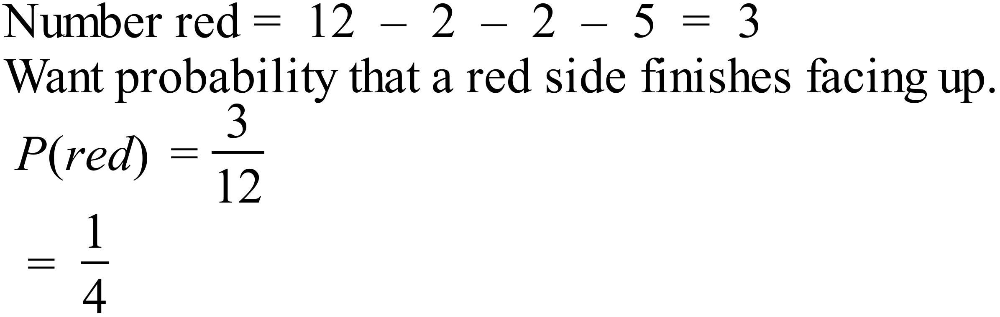 Number red = 12 – 2 – 2 – 5 = 3
Want probability that a red side finishes facing up.
P(red) = 3/12
= 1/4